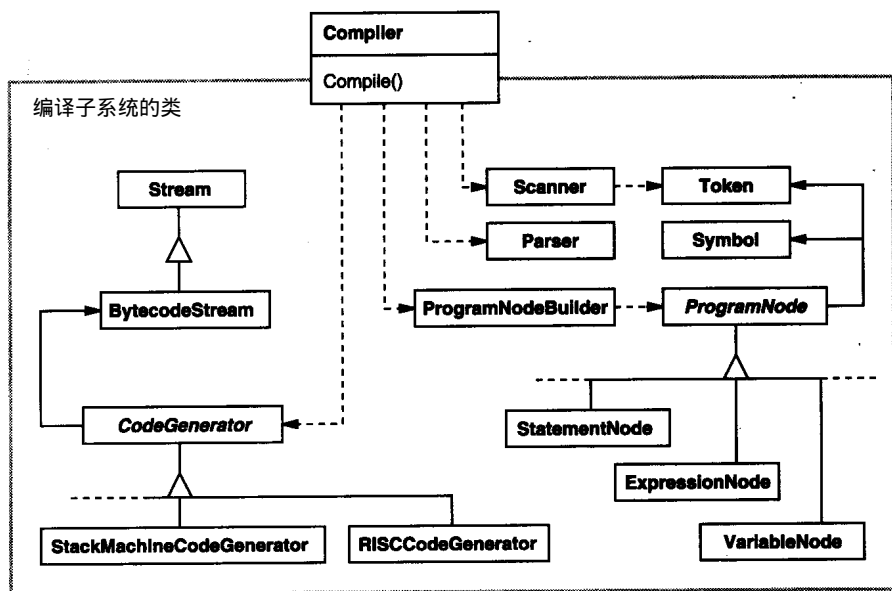 Compiler
Compile()
编译子系统的类
Stream
BytecodeStream
CodeGenerator
StackMachineCodeGenerator
RISCCodeGenerator
Scanner
Token
Parser
Symbol
ProgramNodeBuilder
ProgramNode
StatementNode
ExpressionNode
VariableNode